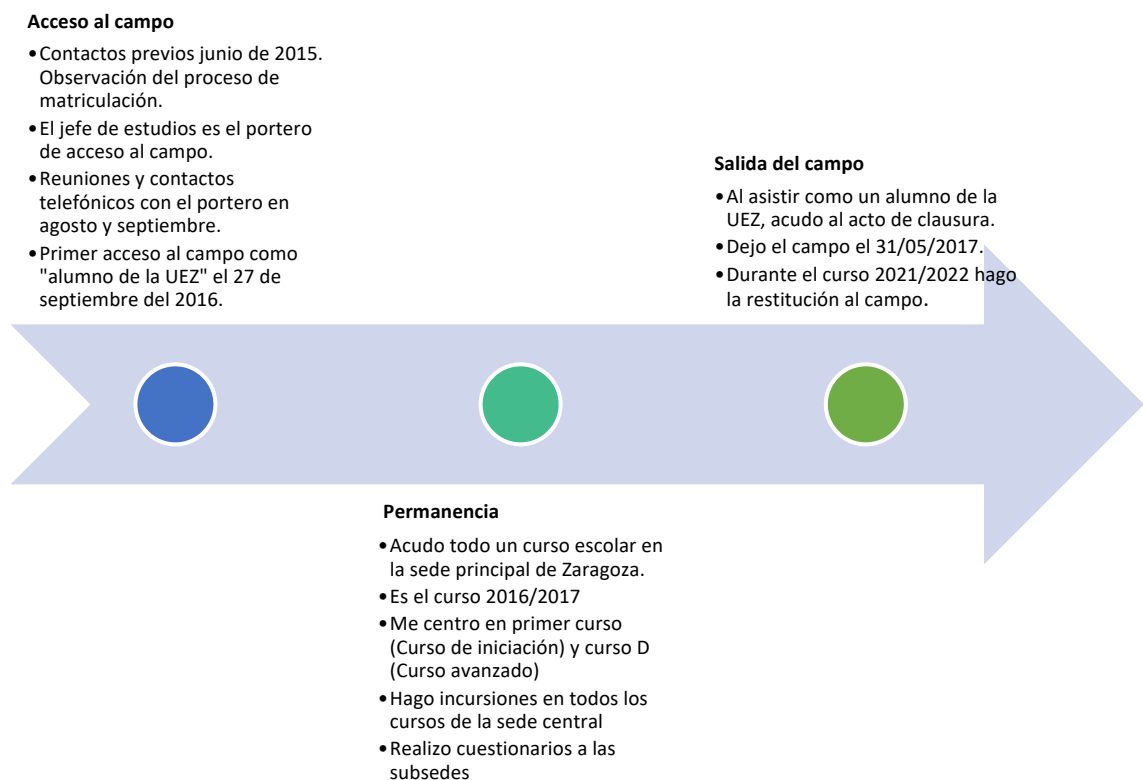 Acceso al campo
•Contactos previos junio de 2015.
Observación del proceso de
matriculación.
•El jefe de estudios es el portero
de acceso al campo.
•Reuniones y contactos
telefónicos con el portero en
agosto y septiembre.
•Primer acceso al campo como
"alumno de la UEZ" el 27 de
septiembre del 2016.
Permanencia
•Acudo todo un curso escolar en
la sede principal de Zaragoza.
•Es el curso 2016/2017
•Me centro en primer curso
(Curso de iniciación) y curso D
(Curso avanzado)
•Hago incursiones en todos los
cursos de la sede central
•Realizo cuestionarios a las
subsedes
Salida del campo
•Al asistir como un alumno de la
UEZ, acudo al acto de clausura.
•Dejo el campo el 31/05/2017.
•Durante el curso 2021/2022 hago
la restitución al campo.